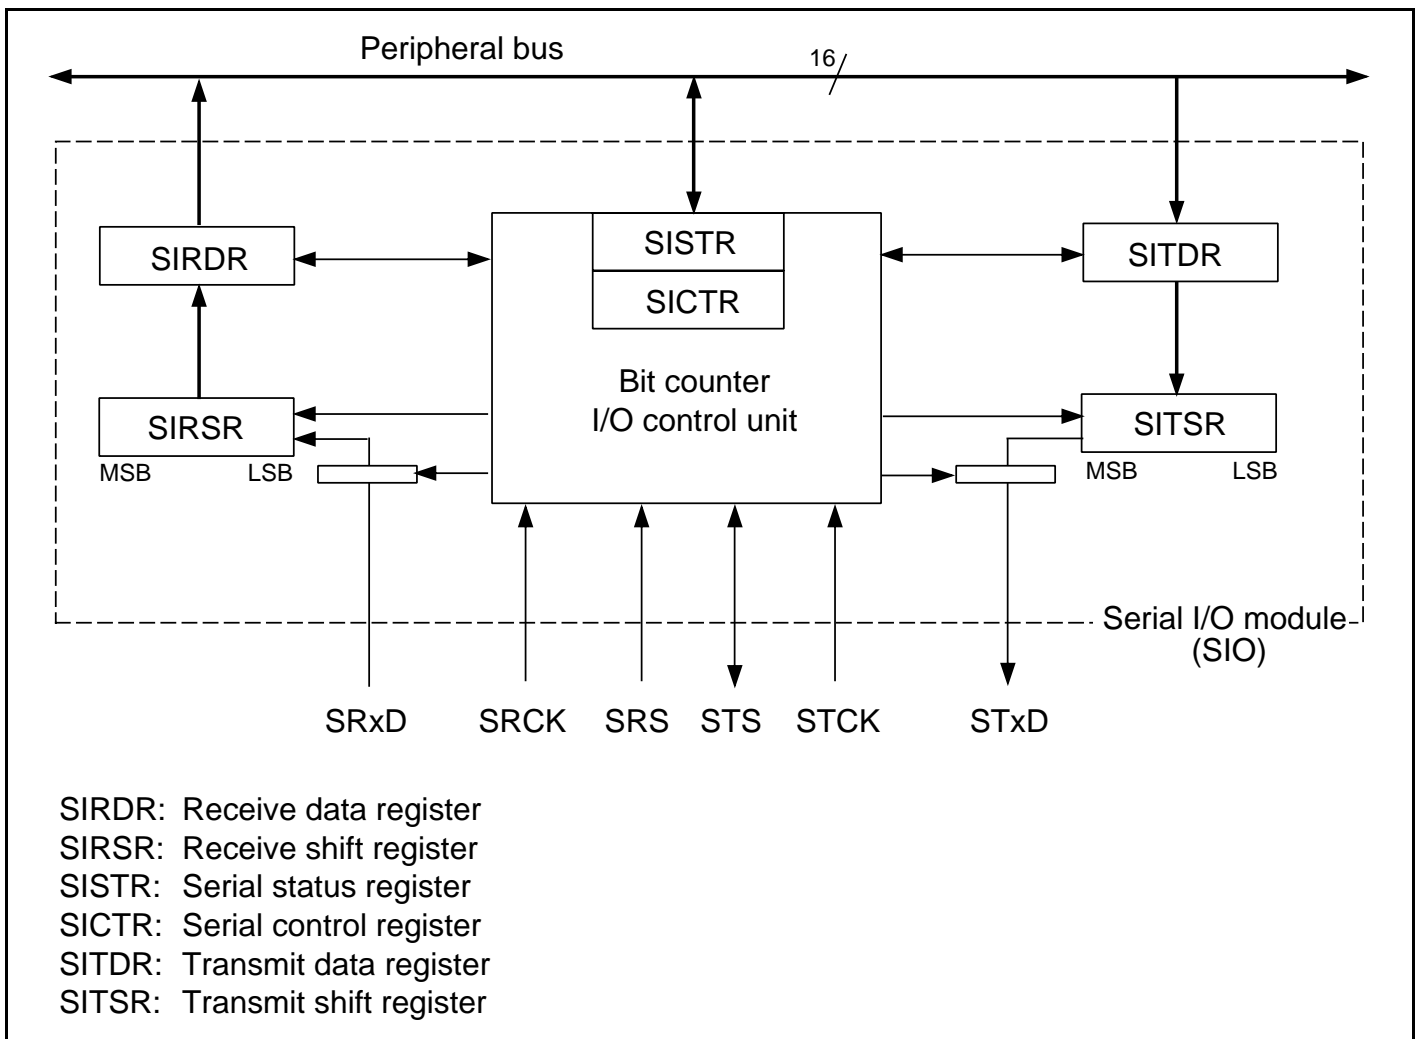 Peripheral bus
16
SIRDR
SISTR
SITDR
SICTR
Bit counter
I/O control unit
SIRSR
SITSR
MSB LSB
MSB LSB
Serial I/O module
(SIO)
SRxD SRCK SRS STS STCK STxD
SIRDR: Receive data register
SIRSR: Receive shift register
SISTR: Serial status register
SICTR: Serial control register
SITDR: Transmit data register
SITSR: Transmit shift register